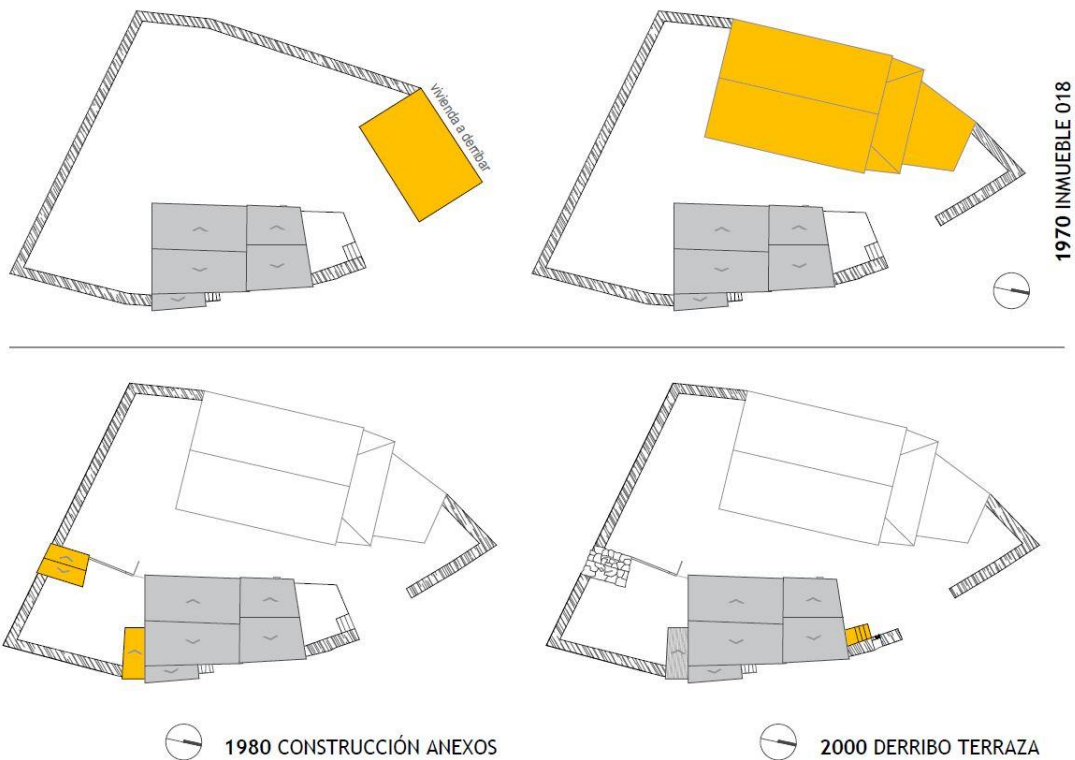 vivienda a derribar
1970 INMUEBLE 018
1980 CONSTRUCCIÓN ANEXOS
2000 DERRIBO TERRAZA